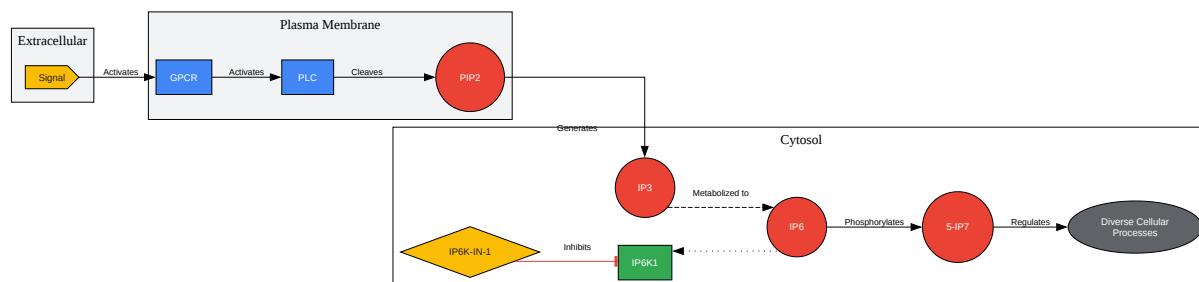 Plasma Membrane
Extracellular
Signal
Activates
GPCR
Activates
PLC
Cleaves
PIP2
Generates
Cytosol
IP3
Metabolized to
IP6
Phosphorylates
5-IP7
Regulates
Diverse Cellular
Processes
IP6K-IN-1
Inhibits
IP6K1